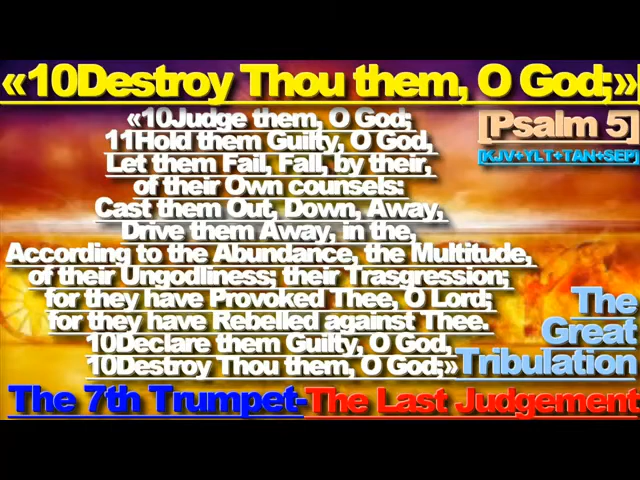 «10Destroy Thou them, O God;»
[Psalm 5]
[KJV+YLT+TAN+SEP]
«10Judge them, O God;
11Hold them Guilty, O God,
Let them Fail, Fall, by their,
of their Own counsels:
Cast them Out, Down, Away,
Drive them Away, in the,
According to the Abundance, the Multitude,
of their Ungodliness; their Trasgression;
for they have Provoked Thee, O Lord;
for they have Rebelled against Thee.
10Declare them Guilty, O God,
10Destroy Thou them, O God;»
The
Great
Tribulation
The 7th Trumpet-The Last Judgement